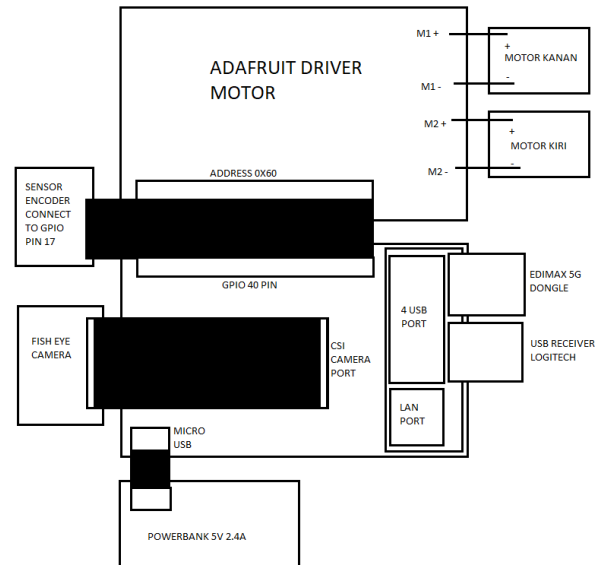 ADAFRUIT DRIVER
MOTOR
M1 +
M1 -
M2 +
M2 -
+
MOTOR KANAN
-
+
MOTOR KIRI
-
ADDRESS 0X60
SENSOR
ENCODER
CONNECT
TO GPIO
PIN 17
GPIO 40 PIN
4 USB
PORT
EDIMAX 5G
DONGLE
USB RECEIVER
LOGITECH
FISH EYE
CAMERA
CSI
CAMERA
PORT
LAN
PORT
MICRO
USB
POWERBANK 5V 2.4A